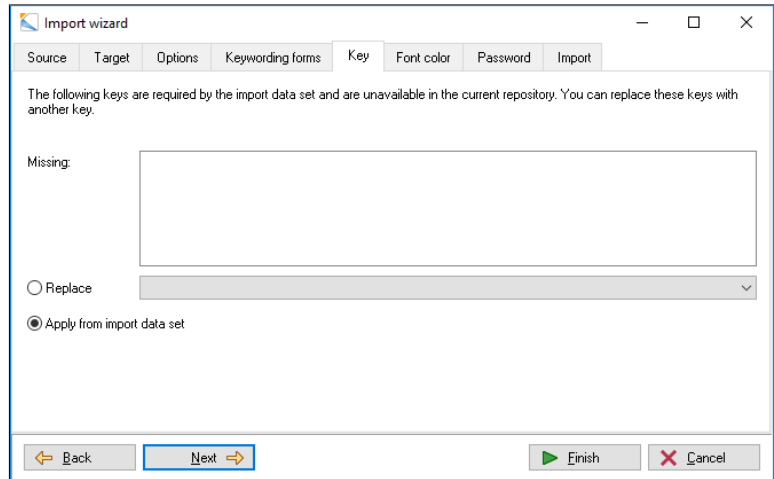 Import wizard
Source Target Options Keywording forms Key Font color Password Import
The following keys are required by the import data set and are unavailable in the current repository. You can replace these keys with
another key.
Missing:
Replace
Apply from import data set
Back Next Finish Cancel